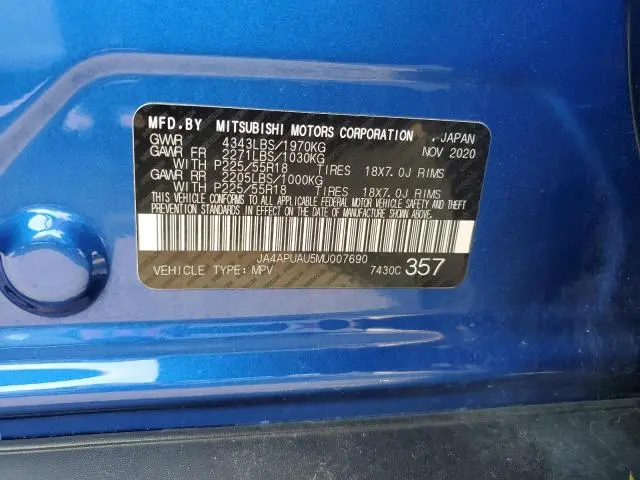 MFD.BY MITSUBISHI MOTORS CORPORATION , JAPAN
GVWR 4343LBS/1970KG NOV 2020
GAWR FR 2271LBS/1030KG
WITH P225/55R18 TIRES 18X7.0J RIMS
GAWR RR 2205LBS/1000KG
WITH P225/55R18 TIRES 18X7.0J RIMS
THIS VEHICLE CONFORMS TO ALL APPLICABLE FEDERAL MOTOR VEHICLE SAFETY AND THEFT
PREVENTION STANDARDS IN EFFECT ON THE DATE OF MANUFACTURE SHOWN ABOVE.
JA4APUAU5MU007690
VEHICLE TYPE: MPV 7430C 357